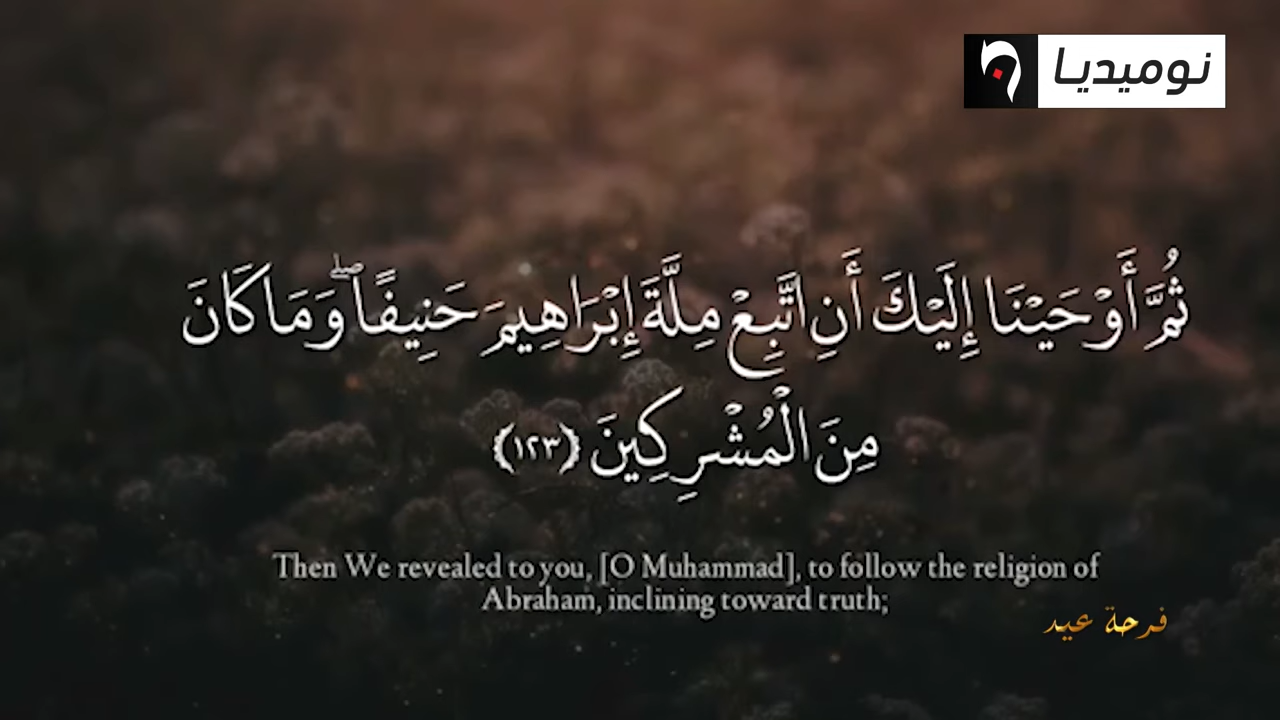 نوميديا
ثُمَّ أَوْحَيْنَا إِلَيْكَ أَنِ اتَّبِعْ مِلَّةَ إِبْرَاهِيمَ حَنِيفًا ۖ وَمَا كَانَ
مِنَ الْمُشْرِكِينَ ﴿١٢٣﴾
Then We revealed to you, [O Muhammad], to follow the religion of
Abraham, inclining toward truth;
فرحة عيد